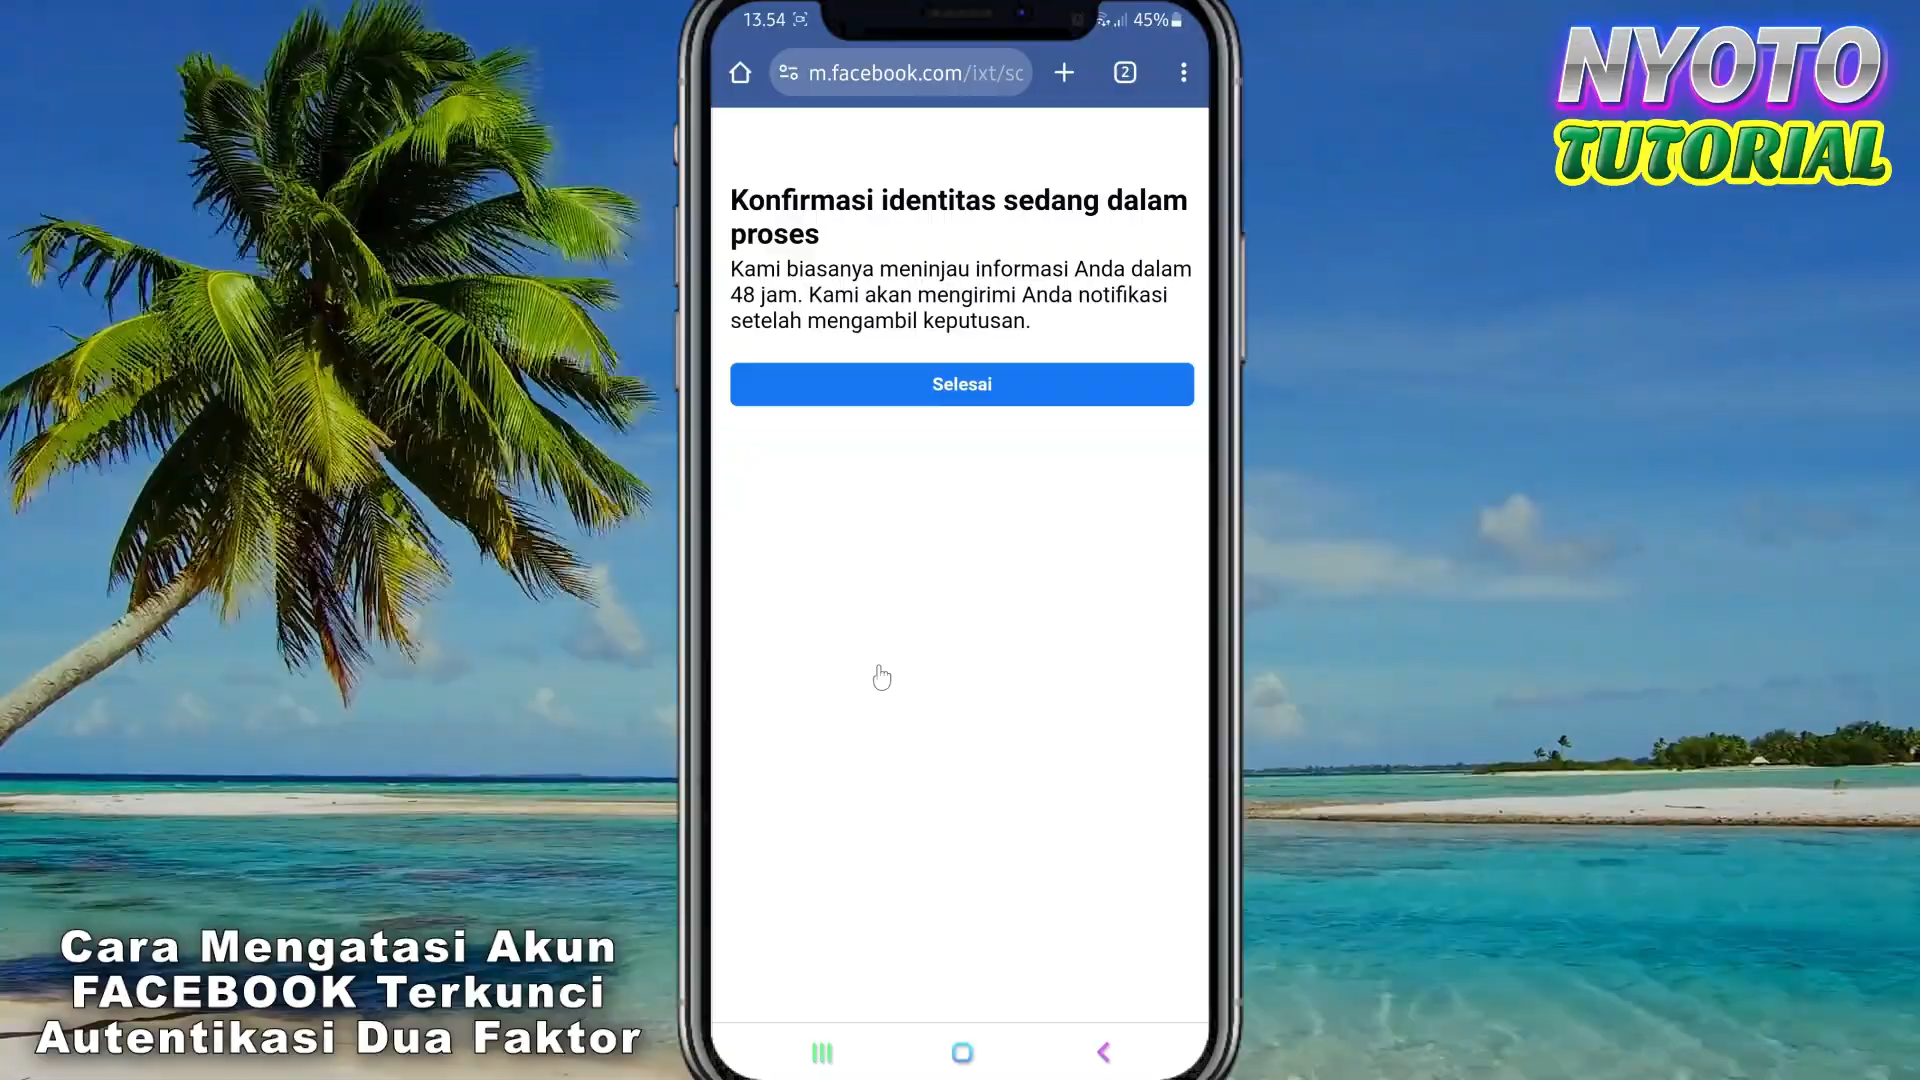 13.54
45%
m.facebook.com/ixt/sc
2
NYOTO
TUTORIAL
Konfirmasi identitas sedang dalam
proses
Kami biasanya meninjau informasi Anda dalam
48 jam. Kami akan mengirimi Anda notifikasi
setelah mengambil keputusan.
Selesai
Cara Mengatasi Akun
FACEBOOK Terkunci
Autentikasi Dua Faktor